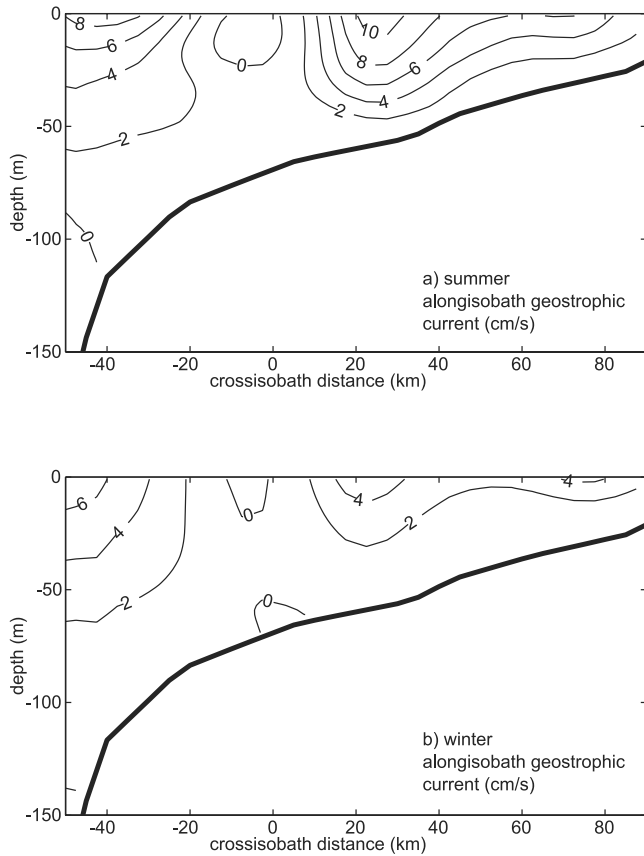 0
8
6
4
2
0
0
10
8
6
4
2
-50
-100
-150
depth (m)
a) summer
alongisobath geostrophic
current (cm/s)
-40 -20 0 20 40 60 80
crossisobath distance (km)
0
6
4
2
0
0
4
2
4
-50
-100
-150
depth (m)
b) winter
alongisobath geostrophic
current (cm/s)
-40 -20 0 20 40 60 80
crossisobath distance (km)